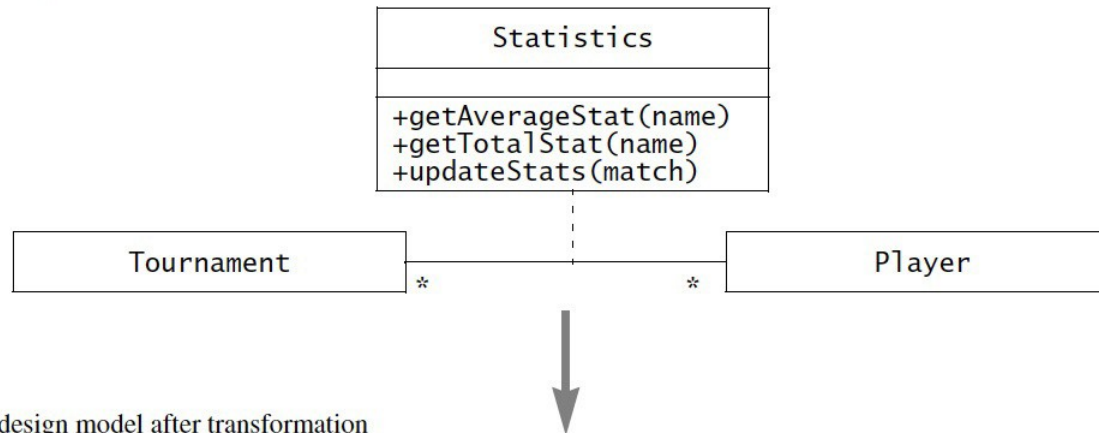 Statistics
+getAverageStat(name)
+getTotalStat(name)
+updateStats(match)
Tournament
Player
*
*
design model after transformation